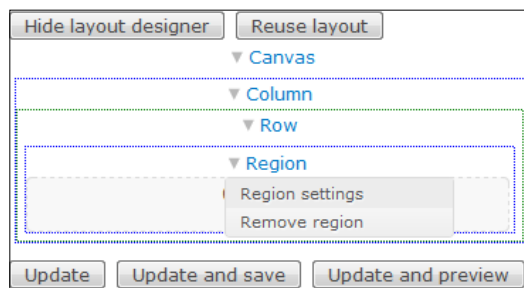 Hide layout designer Reuse layout
Canvas
Column
Row
Region
Region settings
Remove region
Update Update and save Update and preview